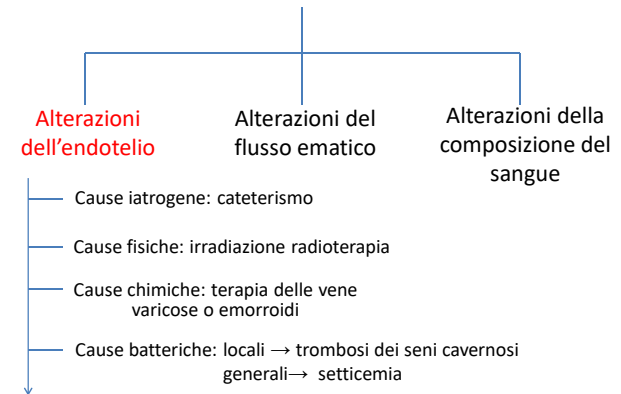 Alterazioni
dell’endotelio
Alterazioni del
flusso ematico
Alterazioni della
composizione del
sangue
Cause iatrogene: cateterismo
Cause fisiche: irradiazione radioterapia
Cause chimiche: terapia delle vene
varicose o emorroidi
Cause batteriche: locali → trombosi dei seni cavernosi
generali→ setticemia